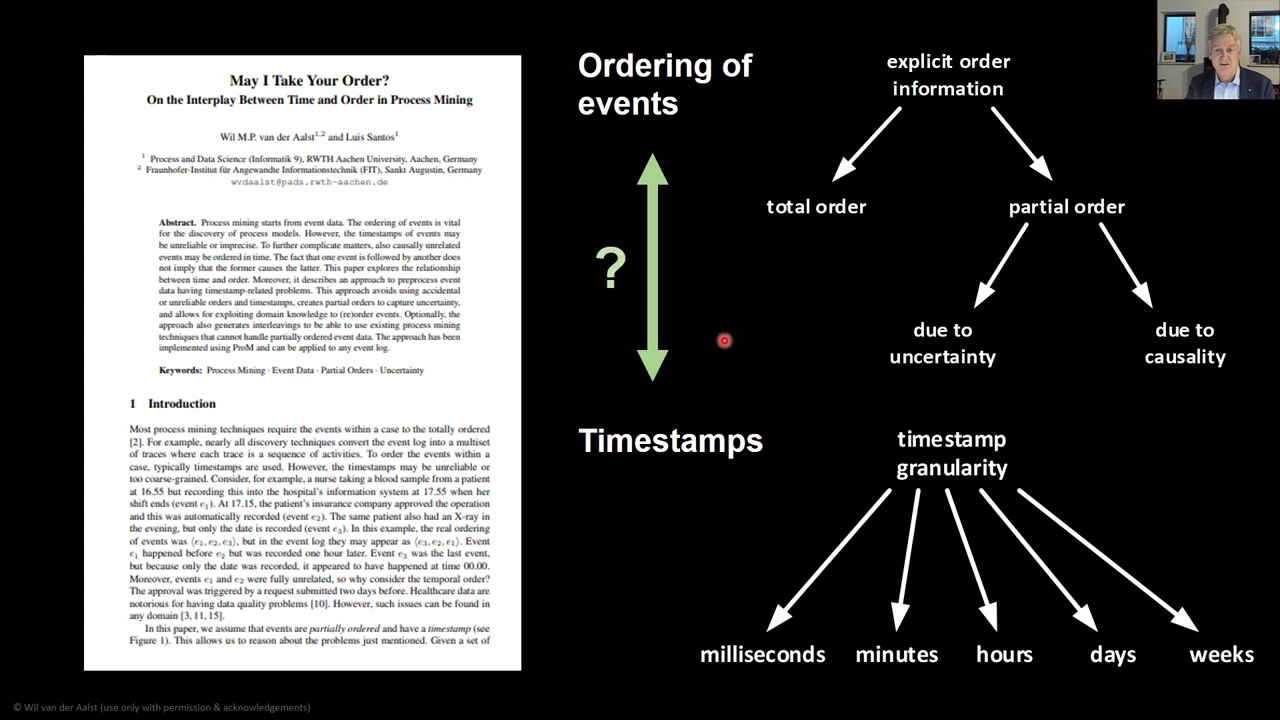 May I Take Your Order?
On the Interplay Between Time and Order in Process Mining
Wil M.P. van der Aalst1,2 and Luis Santos1
1 Process and Data Science (Informatik 9), RWTH Aachen University, Aachen, Germany
2 Fraunhofer-Institut für Angewandte Informationstechnik (FIT), Sankt Augustin, Germany
wvdaalst@pads.rwth-aachen.de
Abstract. Process mining starts from event data. The ordering of events is vital
for the discovery of process models. However, the timestamps of events may
be unreliable or imprecise. To further complicate matters, also causally unrelated
events may be ordered in time. The fact that one event is followed by another does
not imply that the former causes the latter. This paper explores the relationship
between time and order. Moreover, it describes an approach to preprocess event
data having timestamp-related problems. This approach avoids using accidental
or unreliable orders and timestamps, creates partial orders to capture uncertainty,
and allows for exploiting domain knowledge to (re)order events. Optionally, the
approach also generates interleavings to be able to use existing process mining
techniques that cannot handle partially ordered event data. The approach has been
implemented using ProM and can be applied to any event log.
Keywords: Process Mining · Event Data · Partial Orders · Uncertainty
1 Introduction
Most process mining techniques require the events within a case to the totally ordered
[2]. For example, nearly all discovery techniques convert the event log into a multiset
of traces where each trace is a sequence of activities. To order the events within a
case, typically timestamps are used. However, the timestamps may be unreliable or
too coarse-grained. Consider, for example, a nurse taking a blood sample from a patient
at 16.55 but recording this into the hospital's information system at 17.55 when her
shift ends (event e1). At 17.15, the patient's insurance company approved the operation
and this was automatically recorded (event e2). The same patient also had an X-ray in
the evening, but only the date is recorded (event e3). In this example, the real ordering
of events was ⟨e1, e2, e3⟩, but in the event log they may appear as ⟨e3, e2, e1⟩. Event
e1 happened before e2 but was recorded one hour later. Event e3 was the last event,
but because only the date was recorded, it appeared to have happened at time 00.00.
Moreover, events e1 and e2 were fully unrelated, so why consider the temporal order?
The approval was triggered by a request submitted two days before. Healthcare data are
notorious for having data quality problems [10]. However, such issues can be found in
any domain [3, 11, 15].
In this paper, we assume that events are partially ordered and have a timestamp (see
Figure 1). This allows us to reason about the problems just mentioned. Given a set of
Ordering of
events
?
Timestamps
explicit order
information
total order
partial order
due to
uncertainty
due to
causality
timestamp
granularity
milliseconds
minutes
hours
days
weeks
© Wil van der Aalst (use only with permission & acknowledgements)